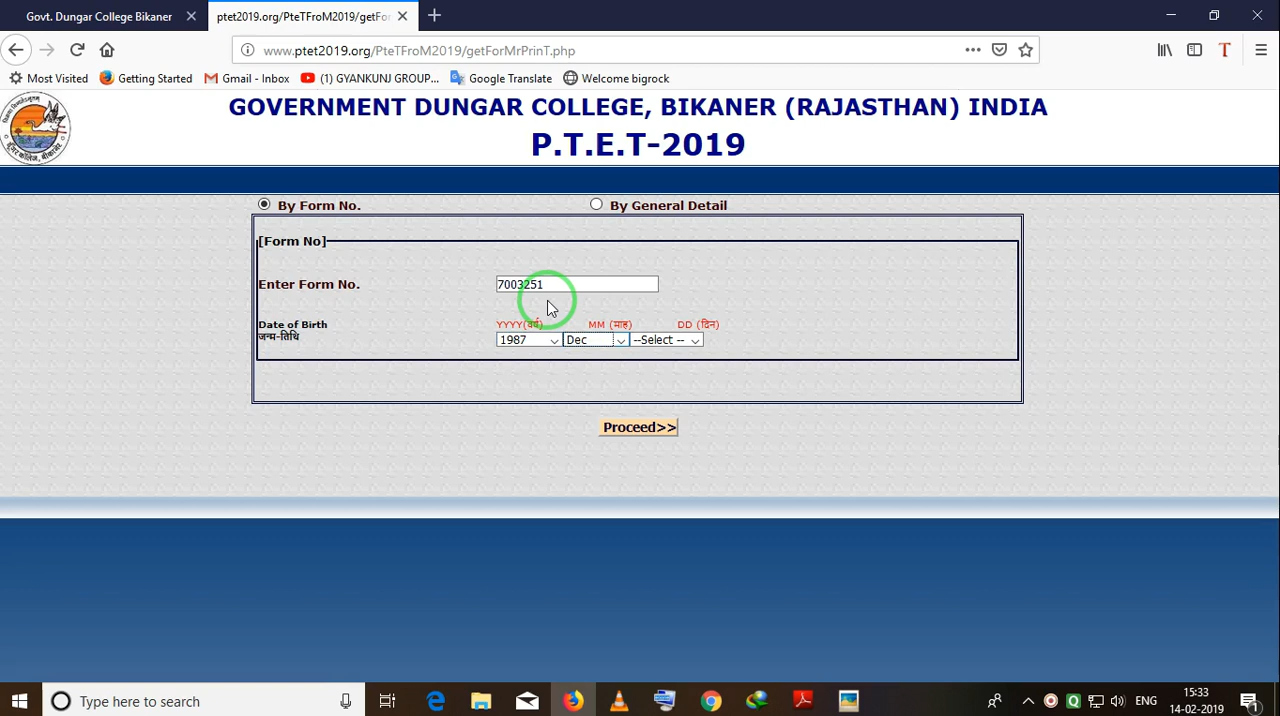 Govt. Dungar College Bikaner
ptet2019.org/PteTFroM2019/getFor
www.ptet2019.org/PteTFroM2019/getForMrPrinT.php
Most Visited Getting Started Gmail - Inbox (1) GYANKUNJ GROUP... Google Translate Welcome bigrock
GOVERNMENT DUNGAR COLLEGE, BIKANER (RAJASTHAN) INDIA
P.T.E.T-2019
By Form No. By General Detail
[Form No]
Enter Form No. 7003251
Date of Birth YYYY(वर्ष) MM (माह) DD (दिन)
जन्म-तिथि
1987 Dec --Select --
Proceed>>
Type here to search
ENG
15:33
14-02-2019
1